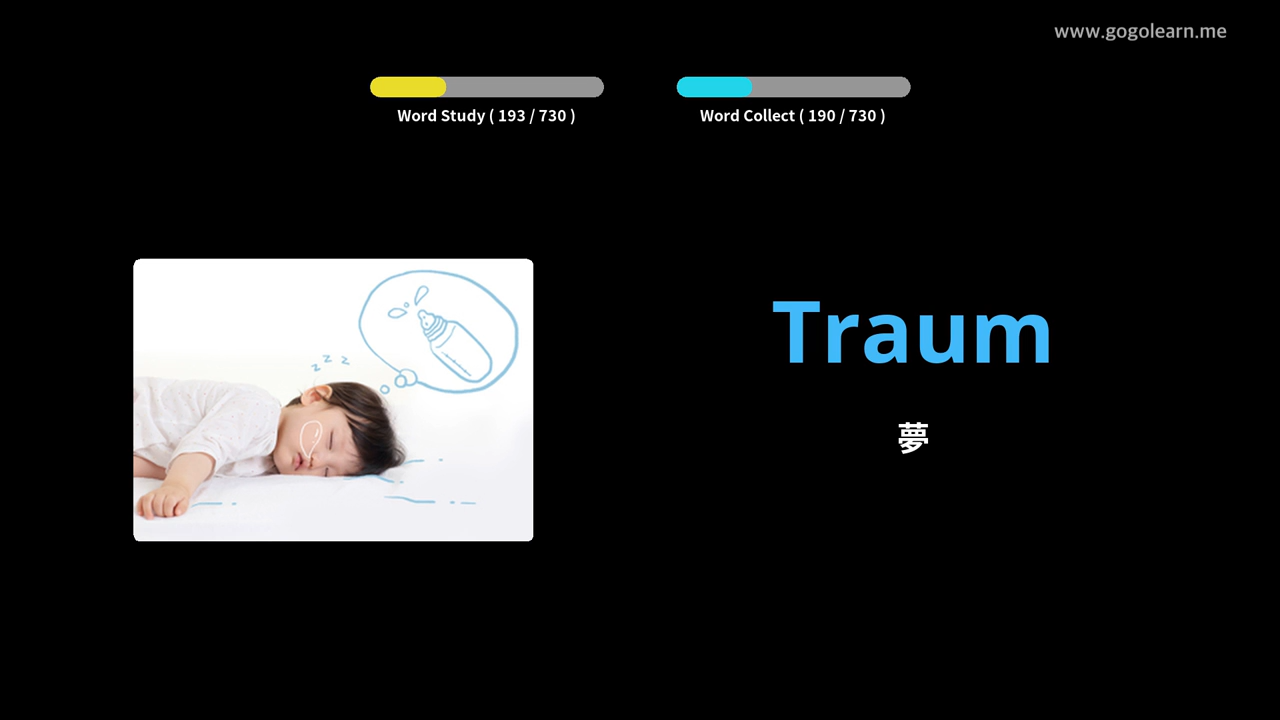 www.gogolearn.me
Word Study ( 193 / 730 )
Word Collect ( 190 / 730 )
z z z
Traum
夢